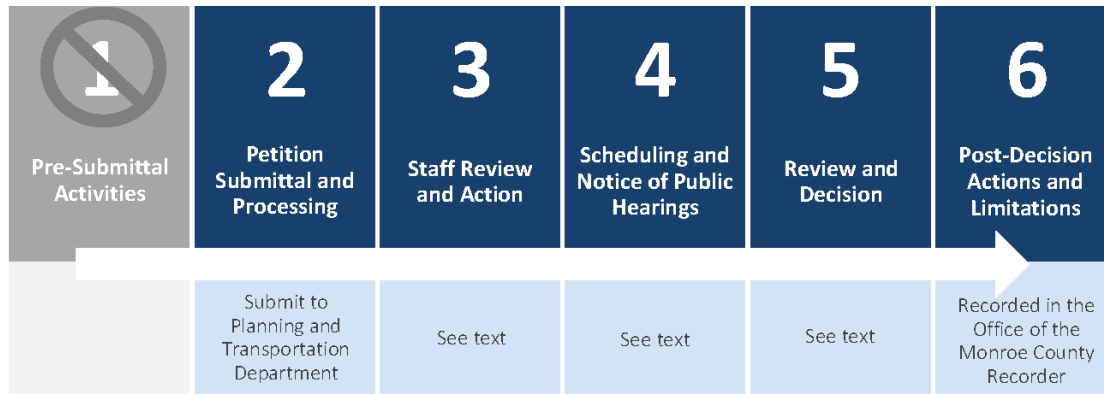 1
Pre-Submittal
Activities
2
Petition
Submittal and
Processing
Submit to
Planning and
Transportation
Department
3
Staff Review
and Action
See text
4
Scheduling and
Notice of Public
Hearings
See text
5
Review and
Decision
See text
6
Post-Decision
Actions and
Limitations
Recorded in the
Office of the
Monroe County
Recorder